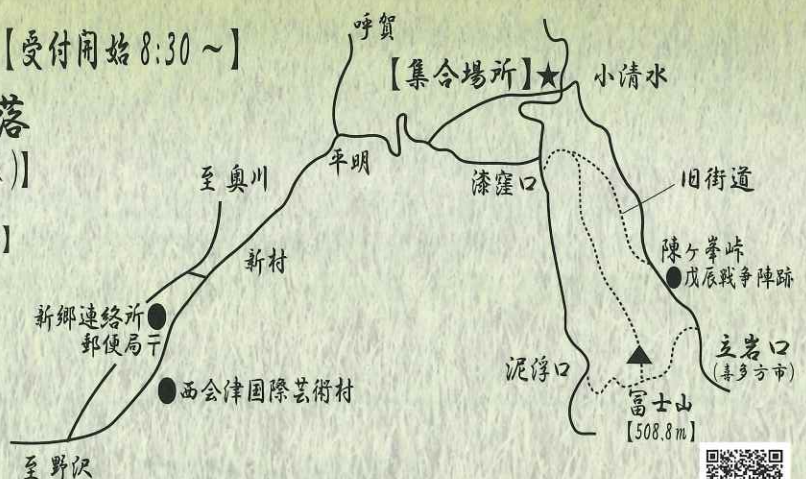 【受付開始 8:30 ～】
落
)】
】
呼賀
【集合場所】★
小清水
平明
漆窪口
旧街道
至 奥川
新村
陳ヶ峯峠
戊辰戦争陣跡
新郷連絡所
郵便局〒
西会津国際芸術村
泥浮口
立岩口
(喜多方市)
富士山
【508.8m】
至 野沢